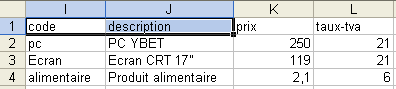 I J K L
1 code description prix taux-tva
2 pc PC YBET 250 21
3 Ecran Ecran CRT 17" 119 21
4 alimentaire Produit alimentaire 2,1 6